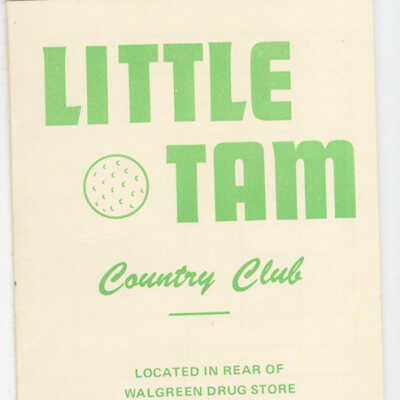 LITTLE
TAM
Country Club
LOCATED IN REAR OF
WALGREEN DRUG STORE